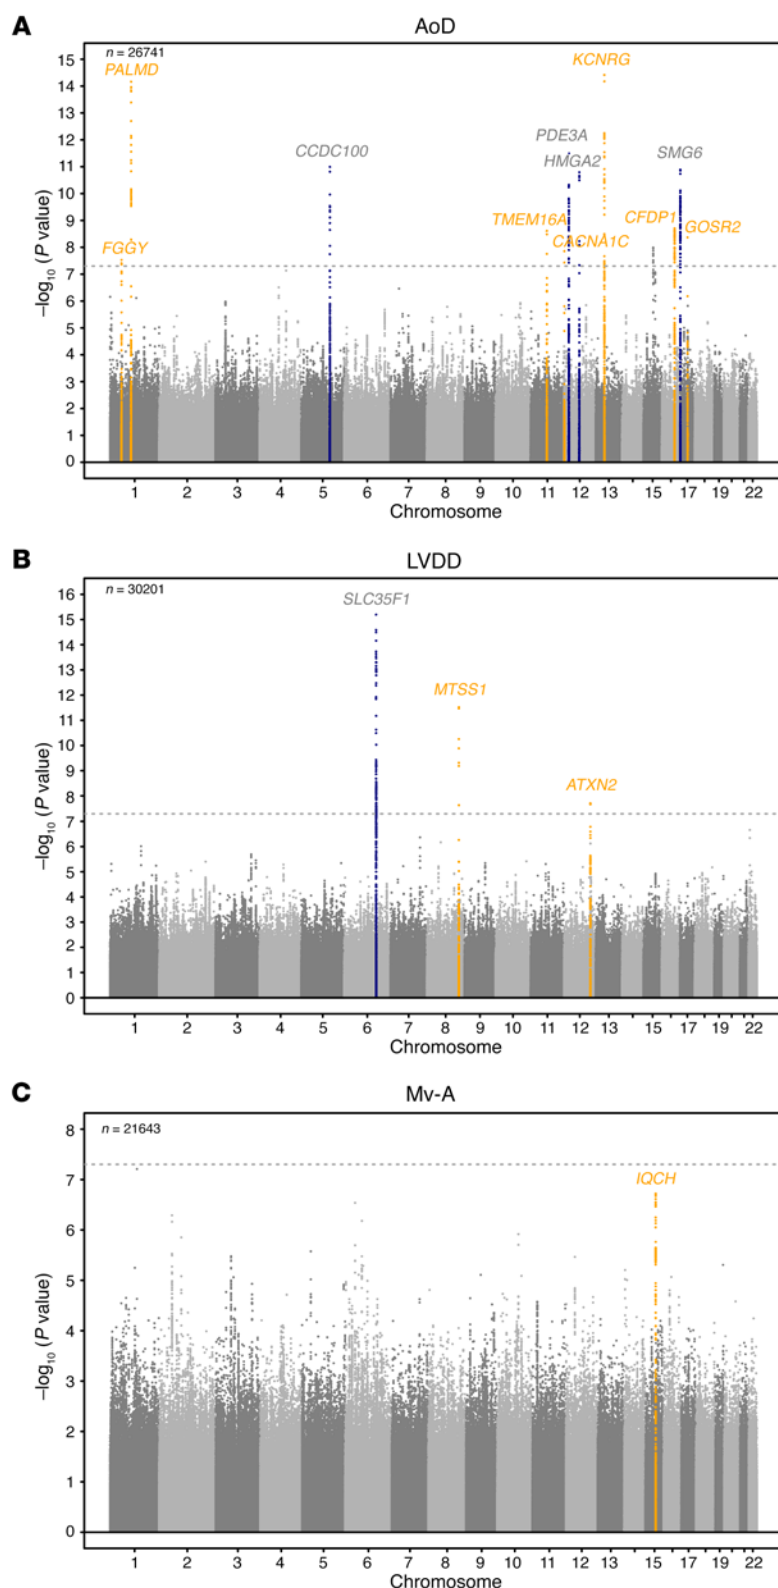 A
AoD
n = 26741
15
PALMD
KCNRG
14
13
12
PDE3A
CCDC100
HMGA2
SMG6
11
10
9
TMEM16A
CFDP1
GOSR2
8
FGGY
CACNA1C
7
6
5
4
3
2
1
0
–log10 (P value)
1 2 3 4 5 6 7 8 9 10 11 12 13 15 17 19 22
Chromosome
B
LVDD
n = 30201
16
SLC35F1
15
14
13
12
MTSS1
11
10
9
8
ATXN2
7
6
5
4
3
2
1
0
–log10 (P value)
1 2 3 4 5 6 7 8 9 10 11 12 13 15 17 19 22
Chromosome
C
Mv-A
n = 21643
8
7
IQCH
6
5
4
3
2
1
0
–log10 (P value)
1 2 3 4 5 6 7 8 9 10 11 12 13 15 17 19 22
Chromosome